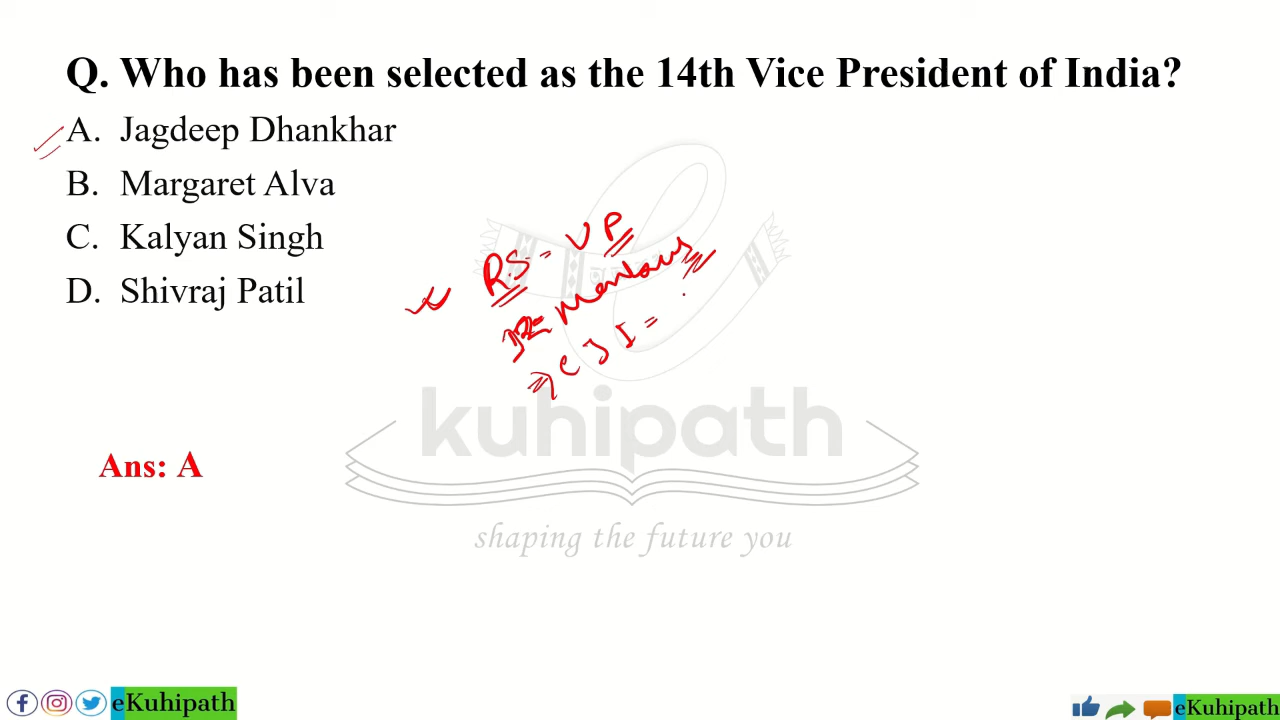 Q. Who has been selected as the 14th Vice President of India?
A. Jagdeep Dhankhar
B. Margaret Alva
C. Kalyan Singh
D. Shivraj Patil
R.S. = VP
CJI =
kuhipath
Ans: A
shaping the future you
eKuhipath
eKuhipath